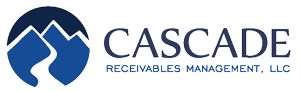 CASCADE
RECEIVABLES MANAGEMENT, LLC